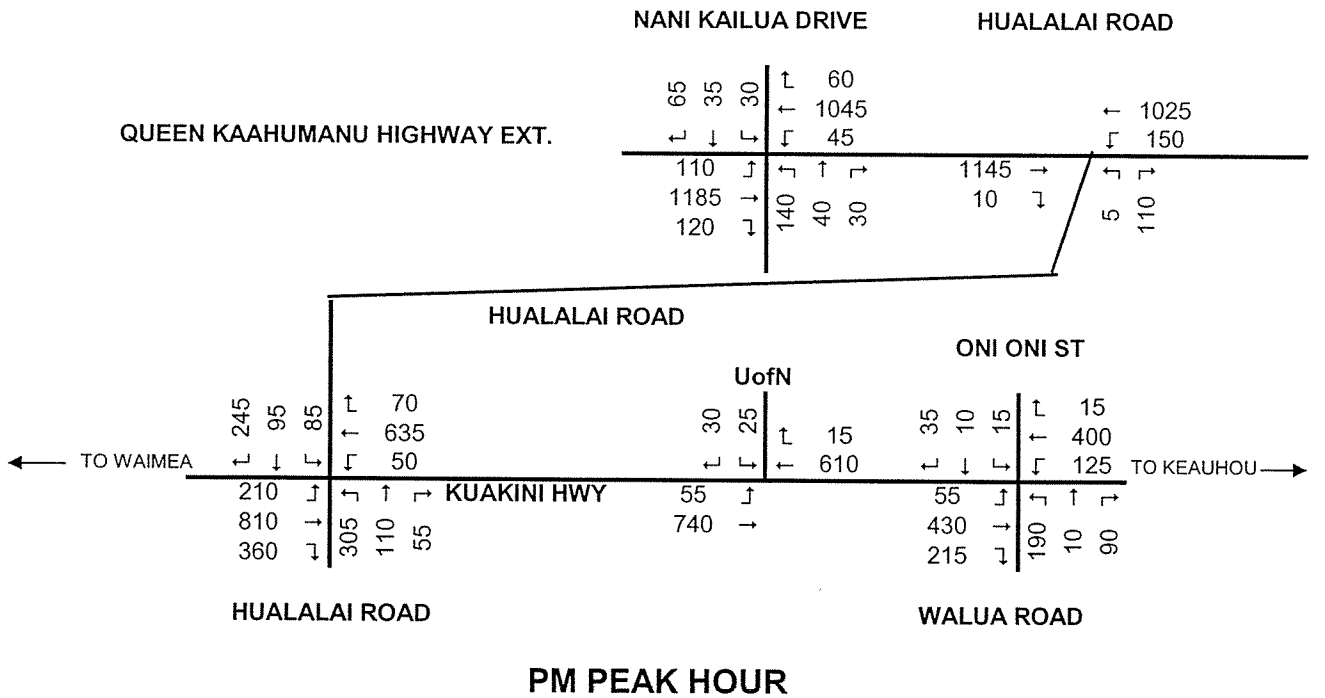 NANI KAILUA DRIVE HUALALAI ROAD
65 35 30 60
← 1045 ← 1025
QUEEN KAAHUMANU HIGHWAY EXT. 45 150
↓
110 ↑ 1145 →
1185 → 140 40 30 10 5 110
120
HUALALAI ROAD
ONI ONI ST
UofN
245 95 85 70 30 25 35 10 15 15
← 635 15 ← 400
← TO WAIMEA ↓ 50 ← 610 ↓ 125 TO KEAUHOU →
210 ↑ KUAKINI HWY 55 55 ↑
810 → 305 110 55 740 → 430 → 190 10 90
360 215
HUALALAI ROAD WALUA ROAD
PM PEAK HOUR